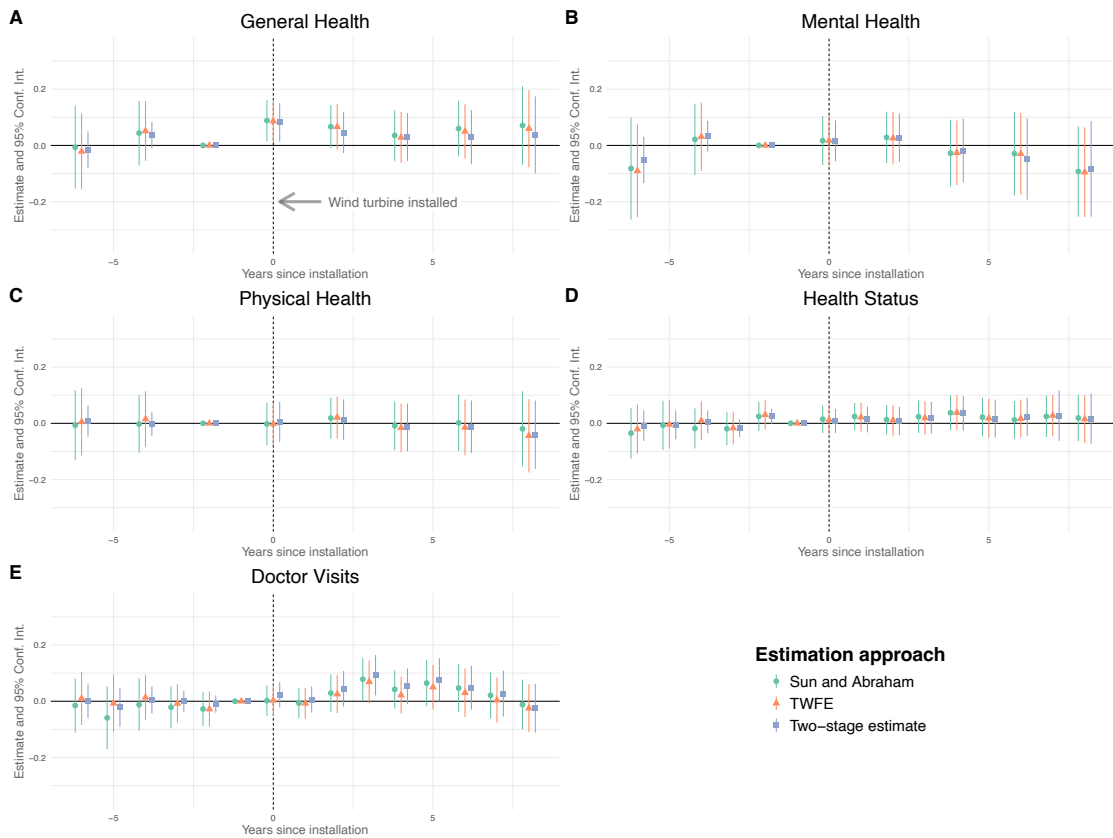 A
General Health
Estimate and 95% Conf. Int.
0.2
0.0
−0.2
Wind turbine installed
−5
0
5
Years since installation
B
Mental Health
Estimate and 95% Conf. Int.
0.2
0.0
−0.2
−5
0
5
Years since installation
C
Physical Health
Estimate and 95% Conf. Int.
0.2
0.0
−0.2
−5
0
5
Years since installation
D
Health Status
Estimate and 95% Conf. Int.
0.2
0.0
−0.2
−5
0
5
Years since installation
E
Doctor Visits
Estimate and 95% Conf. Int.
0.2
0.0
−0.2
−5
0
5
Years since installation
Estimation approach
Sun and Abraham
TWFE
Two−stage estimate